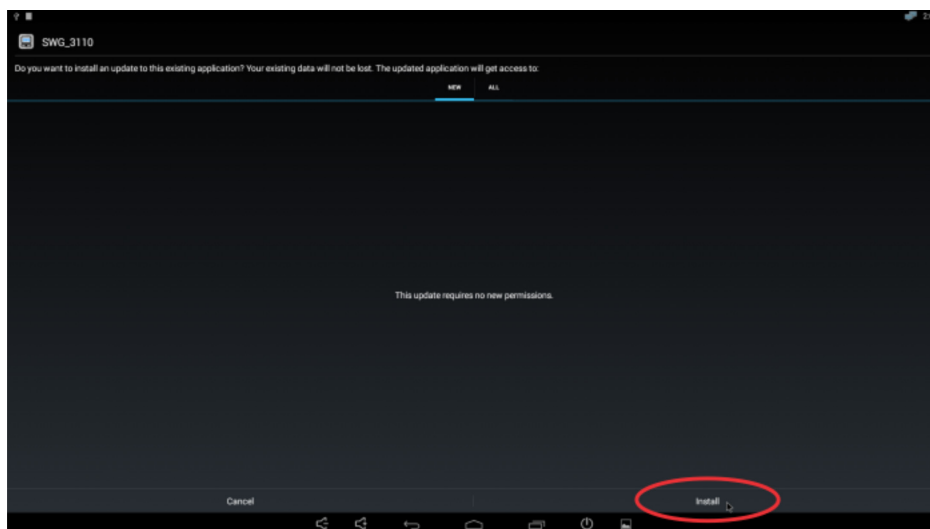 SWG_3110
Do you want to install an update to this existing application? Your existing data will not be lost. The updated application will get access to:
NEW ALL
This update requires no new permissions.
Cancel Install